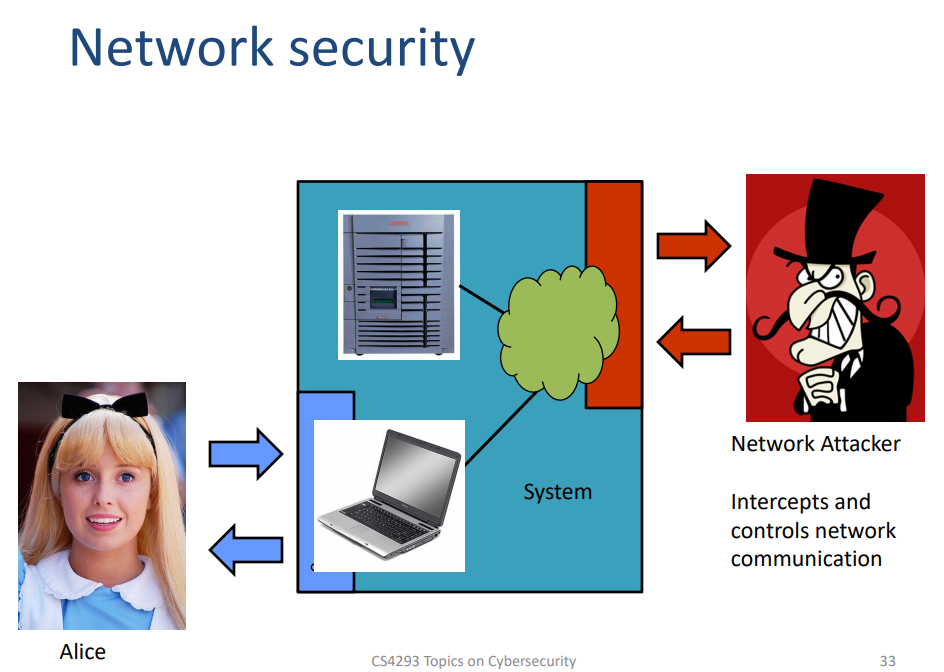 Network security
System
Network Attacker
Intercepts and
controls network
communication
Alice
CS4293 Topics on Cybersecurity
33